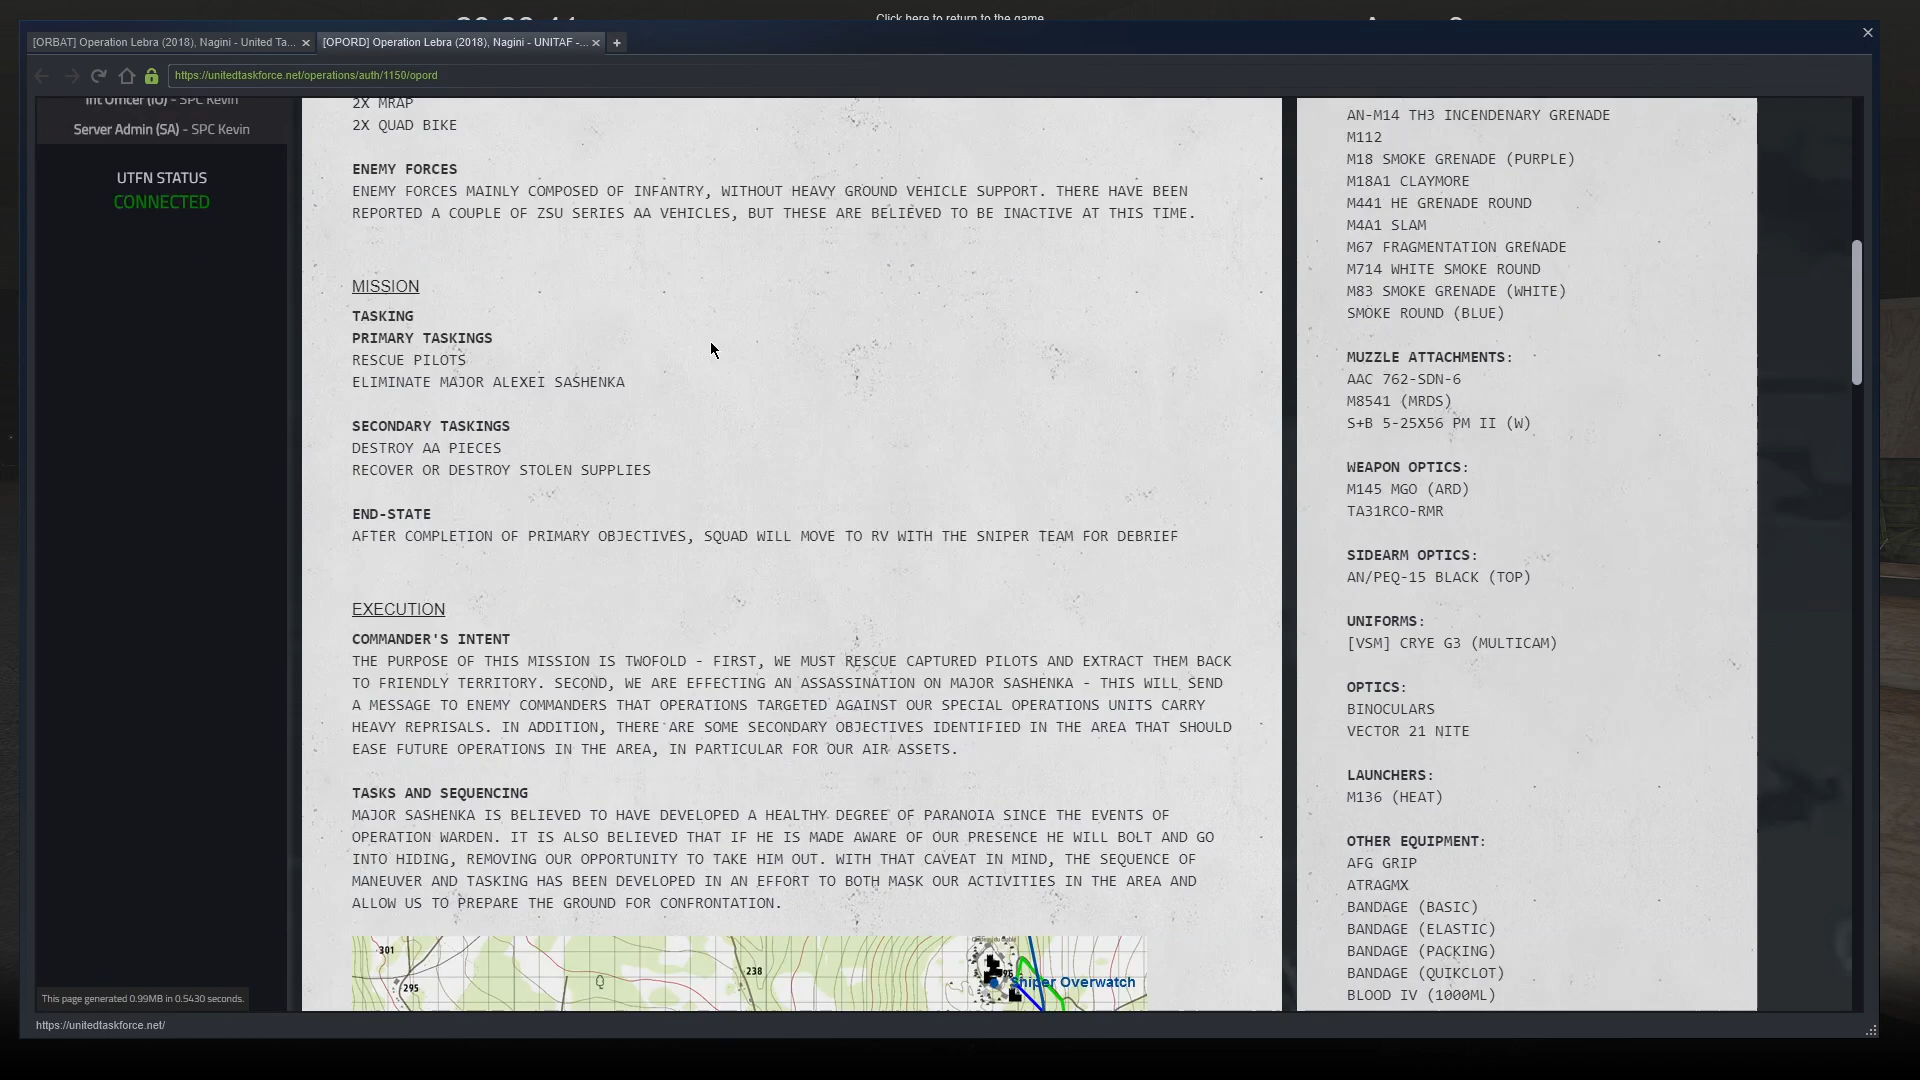 Click here to return to the game
[ORBAT] Operation Lebra (2018), Nagini - United Ta...
[OPORD] Operation Lebra (2018), Nagini - UNITAF -...
https://unitedtaskforce.net/operations/auth/1150/opord
Int Officer (IO) - SPC Kevin
Server Admin (SA) - SPC Kevin
UTFN STATUS
CONNECTED
This page generated 0.99MB in 0.5430 seconds.
https://unitedtaskforce.net/
2X MRAP
2X QUAD BIKE
ENEMY FORCES
ENEMY FORCES MAINLY COMPOSED OF INFANTRY, WITHOUT HEAVY GROUND VEHICLE SUPPORT. THERE HAVE BEEN
REPORTED A COUPLE OF ZSU SERIES AA VEHICLES, BUT THESE ARE BELIEVED TO BE INACTIVE AT THIS TIME.
MISSION
TASKING
PRIMARY TASKINGS
RESCUE PILOTS
ELIMINATE MAJOR ALEXEI SASHENKA
SECONDARY TASKINGS
DESTROY AA PIECES
RECOVER OR DESTROY STOLEN SUPPLIES
END-STATE
AFTER COMPLETION OF PRIMARY OBJECTIVES, SQUAD WILL MOVE TO RV WITH THE SNIPER TEAM FOR DEBRIEF
EXECUTION
COMMANDER'S INTENT
THE PURPOSE OF THIS MISSION IS TWOFOLD - FIRST, WE MUST RESCUE CAPTURED PILOTS AND EXTRACT THEM BACK
TO FRIENDLY TERRITORY. SECOND, WE ARE EFFECTING AN ASSASSINATION ON MAJOR SASHENKA - THIS WILL SEND
A MESSAGE TO ENEMY COMMANDERS THAT OPERATIONS TARGETED AGAINST OUR SPECIAL OPERATIONS UNITS CARRY
HEAVY REPRISALS. IN ADDITION, THERE ARE SOME SECONDARY OBJECTIVES IDENTIFIED IN THE AREA THAT SHOULD
EASE FUTURE OPERATIONS IN THE AREA, IN PARTICULAR FOR OUR AIR ASSETS.
TASKS AND SEQUENCING
MAJOR SASHENKA IS BELIEVED TO HAVE DEVELOPED A HEALTHY DEGREE OF PARANOIA SINCE THE EVENTS OF
OPERATION WARDEN. IT IS ALSO BELIEVED THAT IF HE IS MADE AWARE OF OUR PRESENCE HE WILL BOLT AND GO
INTO HIDING, REMOVING OUR OPPORTUNITY TO TAKE HIM OUT. WITH THAT CAVEAT IN MIND, THE SEQUENCE OF
MANEUVER AND TASKING HAS BEEN DEVELOPED IN AN EFFORT TO BOTH MASK OUR ACTIVITIES IN THE AREA AND
ALLOW US TO PREPARE THE GROUND FOR CONFRONTATION.
301
295
238
Sniper Overwatch
AN-M14 TH3 INCENDENARY GRENADE
M112
M18 SMOKE GRENADE (PURPLE)
M18A1 CLAYMORE
M441 HE GRENADE ROUND
M4A1 SLAM
M67 FRAGMENTATION GRENADE
M714 WHITE SMOKE ROUND
M83 SMOKE GRENADE (WHITE)
SMOKE ROUND (BLUE)
MUZZLE ATTACHMENTS:
AAC 762-SDN-6
M8541 (MRDS)
S+B 5-25X56 PM II (W)
WEAPON OPTICS:
M145 MGO (ARD)
TA31RCO-RMR
SIDEARM OPTICS:
AN/PEQ-15 BLACK (TOP)
UNIFORMS:
[VSM] CRYE G3 (MULTICAM)
OPTICS:
BINOCULARS
VECTOR 21 NITE
LAUNCHERS:
M136 (HEAT)
OTHER EQUIPMENT:
AFG GRIP
ATRAGMX
BANDAGE (BASIC)
BANDAGE (ELASTIC)
BANDAGE (PACKING)
BANDAGE (QUIKCLOT)
BLOOD IV (1000ML)